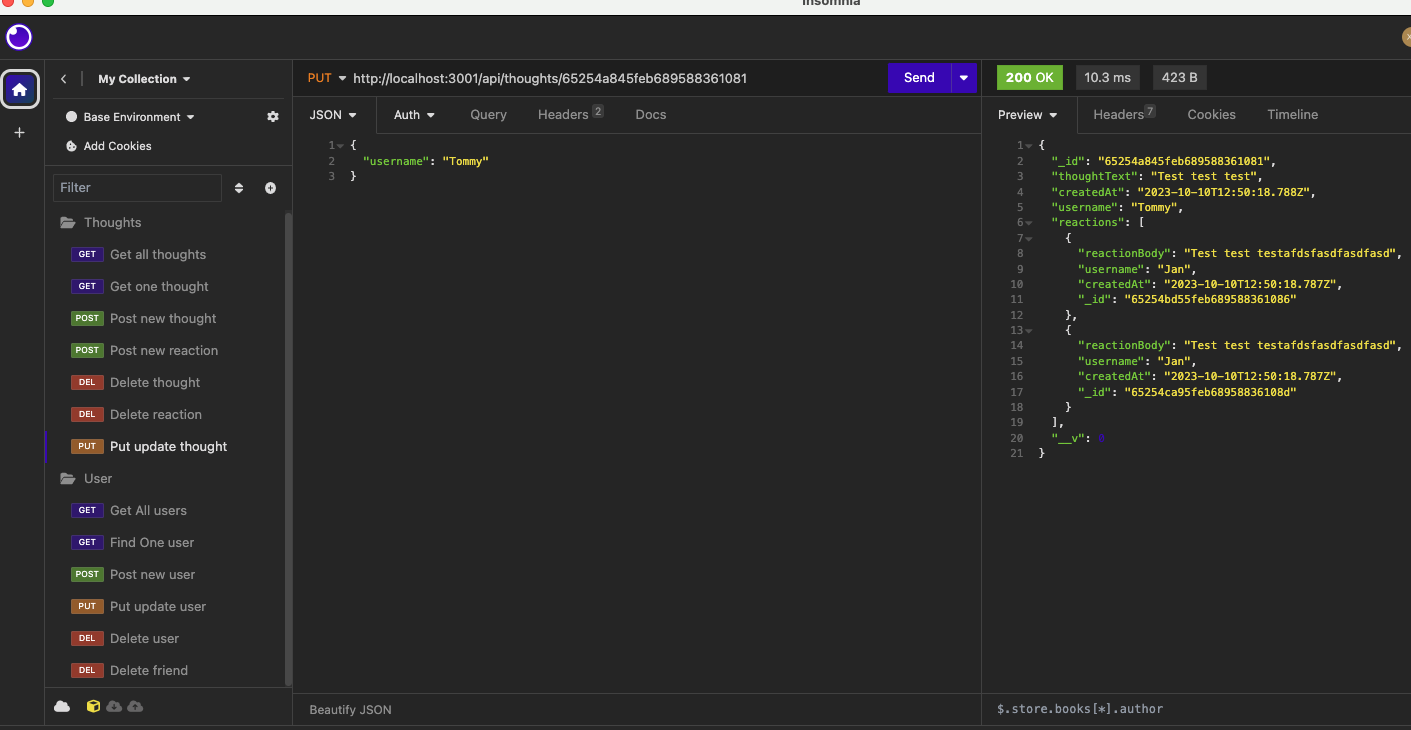 Insomnia
My Collection
Base Environment
Add Cookies
Filter
Thoughts
GET Get all thoughts
GET Get one thought
POST Post new thought
POST Post new reaction
DEL Delete thought
DEL Delete reaction
PUT Put update thought
User
GET Get All users
GET Find One user
POST Post new user
PUT Put update user
DEL Delete user
DEL Delete friend
PUT http://localhost:3001/api/thoughts/65254a845feb689588361081 Send
JSON Auth Query Headers 2 Docs
1 {
2 "username": "Tommy"
3 }
Beautify JSON
200 OK 10.3 ms 423 B
Preview Headers 7 Cookies Timeline
1 {
2 "_id": "65254a845feb689588361081",
3 "thoughtText": "Test test test",
4 "createdAt": "2023-10-10T12:50:18.788Z",
5 "username": "Tommy",
6 "reactions": [
7 {
8 "reactionBody": "Test test testafdsfasdfasdfasd",
9 "username": "Jan",
10 "createdAt": "2023-10-10T12:50:18.787Z",
11 "_id": "65254bd55feb689588361086"
12 },
13 {
14 "reactionBody": "Test test testafdsfasdfasdfasd",
15 "username": "Jan",
16 "createdAt": "2023-10-10T12:50:18.787Z",
17 "_id": "65254ca95feb68958836108d"
18 }
19 ],
20 "__v":
21 }
$.store.books[*].author